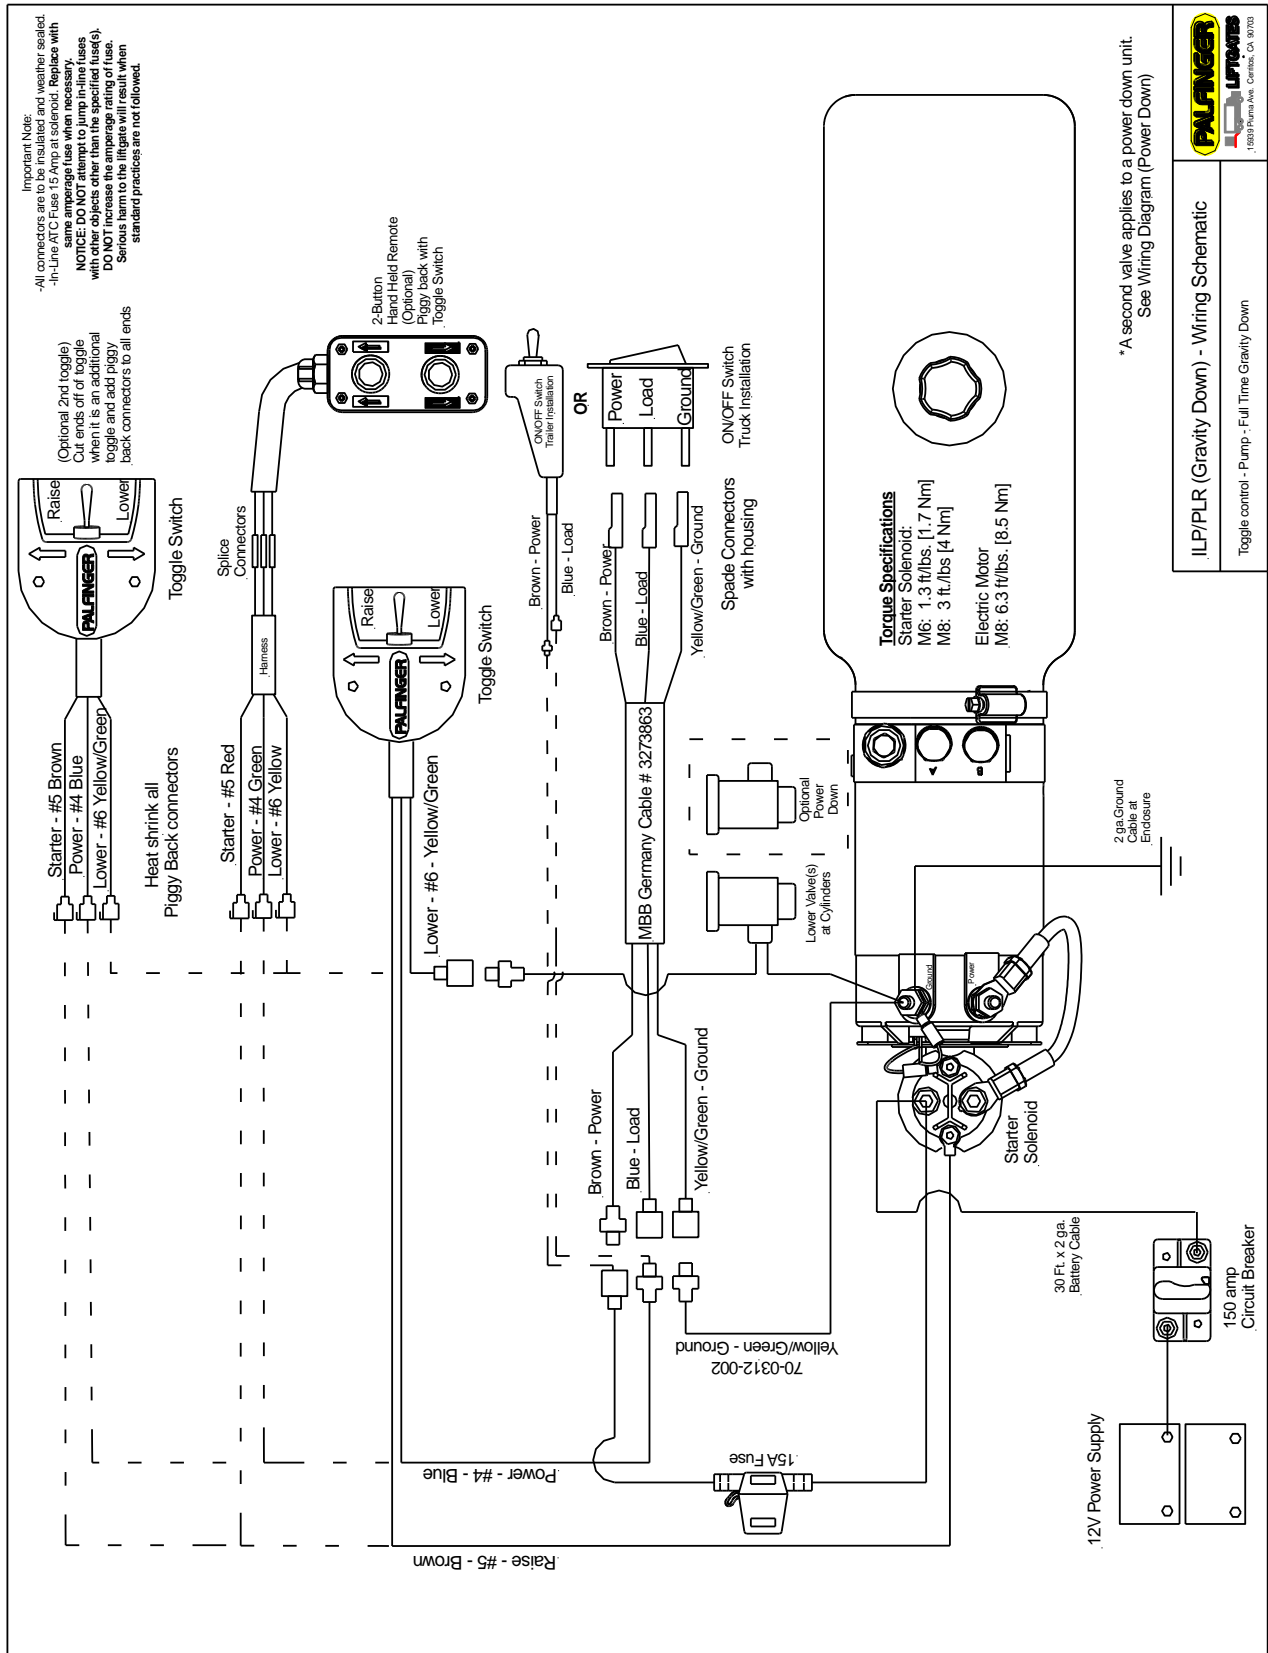 Important Note:
-All connectors are to be insulated and weather sealed.
-In-Line ATC Fuse 15 Amp at solenoid. Replace with
same amperage fuse when necessary.
NOTICE: DO NOT attempt to jump in-line fuses
with other objects other than the specified fuse(s).
DO NOT increase the amperage rating of fuse.
Serious harm to the liftgate will result when
standard practices are not followed.
(Optional 2nd toggle)
Cut ends off of toggle
when it is an additional
toggle and add piggy
back connectors to all ends
Raise
Lower
PALFINGER
Toggle Switch
Starter - #5 Brown
Power - #4 Blue
Lower - #6 Yellow/Green
Heat shrink all
Piggy Back connectors
2-Button
Hand Held Remote
(Optional)
Piggy back with
Toggle Switch
Splice
Connectors
Harness
Starter - #5 Red
Power - #4 Green
Lower - #6 Yellow
Raise
Lower
PALFINGER
Toggle Switch
Lower - #6 - Yellow/Green
ON/OFF Switch
Trailer Installation
OR
Brown - Power
Blue - Load
Power
Load
Ground
ON/OFF Switch
Truck Installation
Brown - Power
Blue - Load
Yellow/Green - Ground
Spade Connectors
with housing
MBB Germany Cable # 3273863
Brown - Power
Blue - Load
Yellow/Green - Ground
Optional
Power
Down
Lower Valve(s)
at Cylinders
Yellow/Green - Ground
70-0312-002
Power - #4 - Blue
Raise - #5 - Brown
15A Fuse
Torque Specifications
Starter Solenoid:
M6: 1.3 ft/lbs. [1.7 Nm]
M8: 3 ft./lbs [4 Nm]
Electric Motor
M8: 6.3 ft/lbs. [8.5 Nm]
A
B
Ground
Power
2 ga.Ground
Cable at
Enclosure
Starter
Solenoid
30 Ft. x 2 ga.
Battery Cable
150 amp
Circuit Breaker
12V Power Supply
*A second valve applies to a power down unit.
See Wiring Diagram (Power Down)
PALFINGER
LIFTGATES
15939 Piuma Ave. Cerritos, CA 90703
ILP/PLR (Gravity Down) - Wiring Schematic
Toggle control - Pump - Full Time Gravity Down